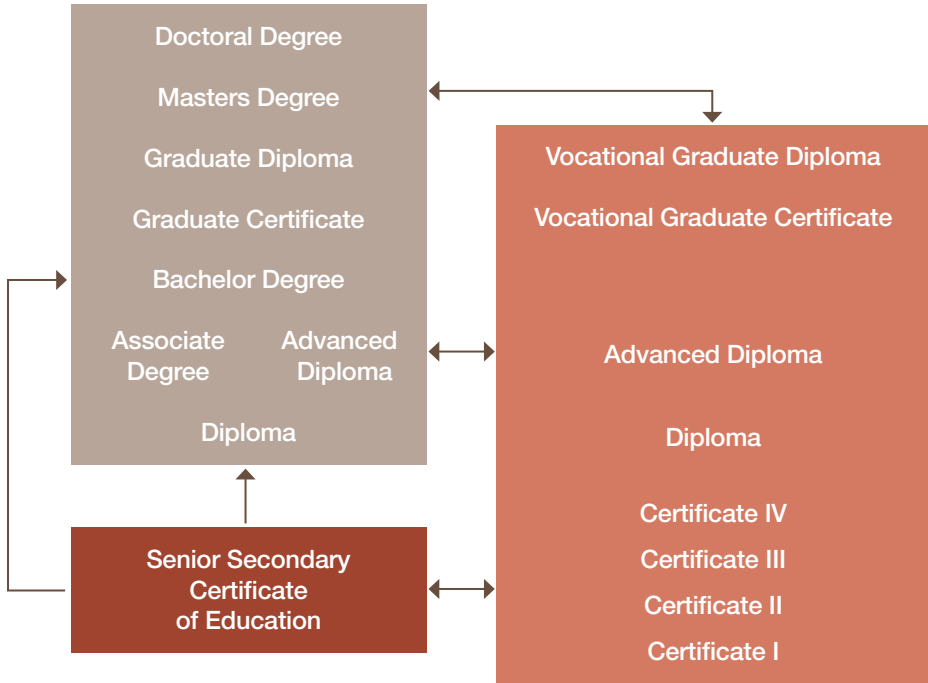 Doctoral Degree
Masters Degree
Graduate Diploma
Graduate Certificate
Bachelor Degree
Associate
Degree
Advanced
Diploma
Diploma
Senior Secondary
Certificate
of Education
Vocational Graduate Diploma
Vocational Graduate Certificate
Advanced Diploma
Diploma
Certificate IV
Certificate III
Certificate II
Certificate I